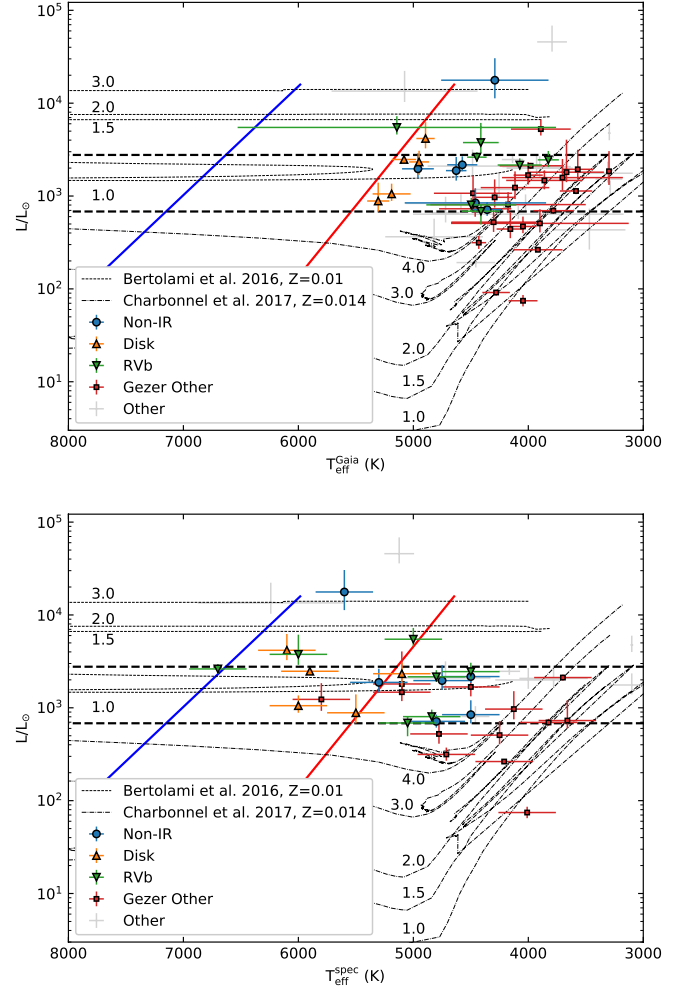 10^5
10^4
10^3
10^2
10^1
L/L⊙
3.0
2.0
1.5
1.0
4.0
3.0
2.0
1.5
1.0
Bertolami et al. 2016, Z=0.01
Charbonnel et al. 2017, Z=0.014
Non-IR
Disk
RVb
Gezer Other
Other
8000 7000 6000 5000 4000 3000
T_eff^Gaia (K)
10^5
10^4
10^3
10^2
10^1
L/L⊙
3.0
2.0
1.5
1.0
4.0
3.0
2.0
1.5
1.0
Bertolami et al. 2016, Z=0.01
Charbonnel et al. 2017, Z=0.014
Non-IR
Disk
RVb
Gezer Other
Other
8000 7000 6000 5000 4000 3000
T_eff^spec (K)